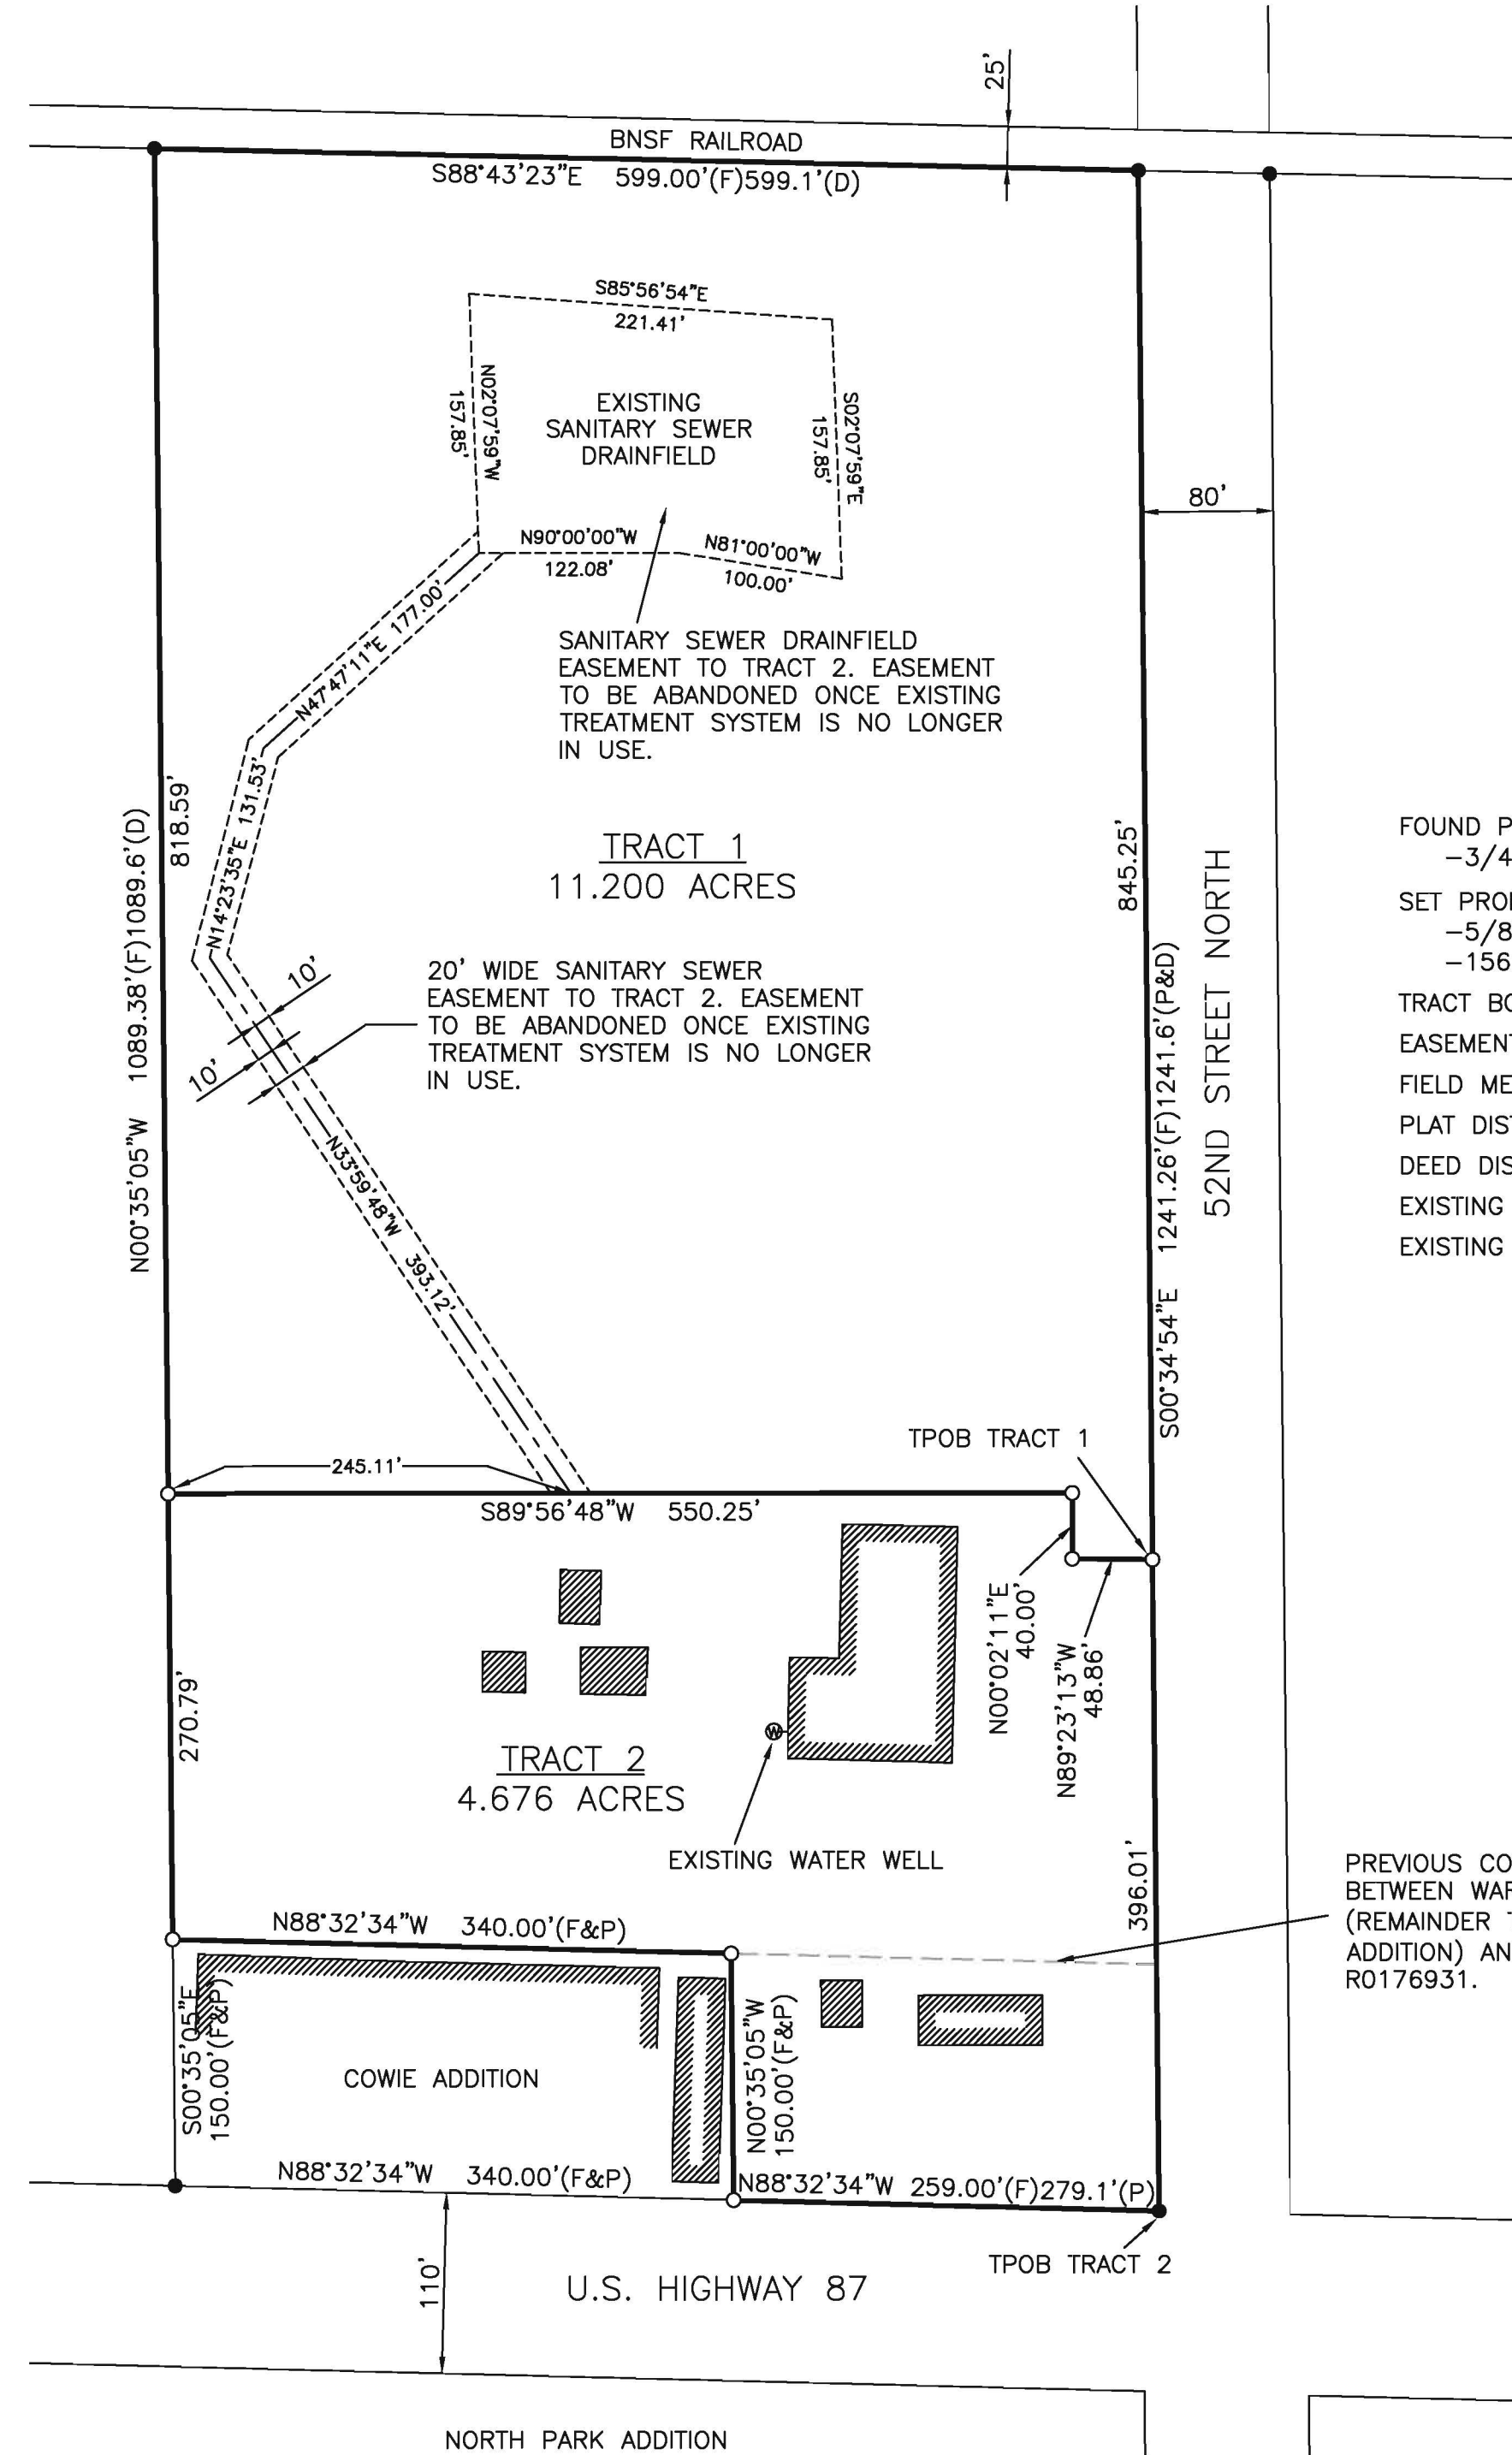 25'
BNSF RAILROAD
S88°43'23"E 599.00'(F)599.1'(D)
S85°56'54"E
221.41'
N02°07'59"W
157.85'
EXISTING
SANITARY SEWER
DRAINFIELD
S02°07'59"E
157.85'
80'
N90°00'00"W
122.08'
N81°00'00"W
100.00'
N47°47'11"E 177.00'
SANITARY SEWER DRAINFIELD
EASEMENT TO TRACT 2. EASEMENT
TO BE ABANDONED ONCE EXISTING
TREATMENT SYSTEM IS NO LONGER
IN USE.
N14°23'35"E 131.53'
N00°35'05"W 1089.38'(F)1089.6'(D)
818.59'
TRACT 1
11.200 ACRES
845.25'
S00°34'54"E 1241.26'(F)1241.6'(P&D)
52ND STREET NORTH
FOUND P
-3/4
SET PRO
-5/8
-156
TRACT BO
EASEMENT
FIELD ME
PLAT DIS
DEED DIS
EXISTING
EXISTING
10'
10'
20' WIDE SANITARY SEWER
EASEMENT TO TRACT 2. EASEMENT
TO BE ABANDONED ONCE EXISTING
TREATMENT SYSTEM IS NO LONGER
IN USE.
N33°59'48"W 393.12'
TPOB TRACT 1
245.11'
S89°56'48"W 550.25'
N00°02'11"E
40.00'
N89°23'13"W
48.86'
270.79'
W
TRACT 2
4.676 ACRES
EXISTING WATER WELL
396.01'
PREVIOUS CO
BETWEEN WAR
(REMAINDER T
ADDITION) AN
R0176931.
N88°32'34"W 340.00'(F&P)
S00°35'05"E
150.00'(F&P)
COWIE ADDITION
N00°35'05"W
150.00'(F&P)
N88°32'34"W 340.00'(F&P)
N88°32'34"W 259.00'(F)279.1'(P)
110'
U.S. HIGHWAY 87
TPOB TRACT 2
NORTH PARK ADDITION